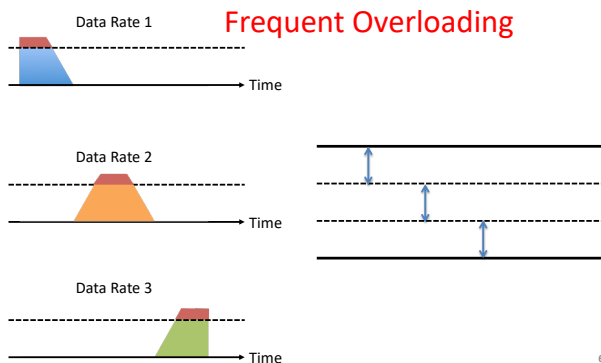 Frequent Overloading
Data Rate 1
Time
Data Rate 2
Time
Data Rate 3
Time